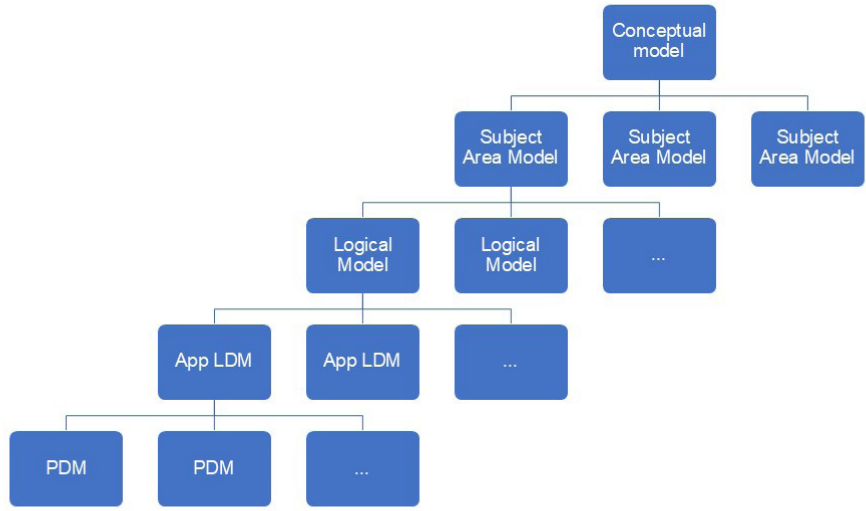 Conceptual
model
Subject
Area Model
Subject
Area Model
Subject
Area Model
Logical
Model
Logical
Model
...
App LDM
App LDM
...
PDM
PDM
...